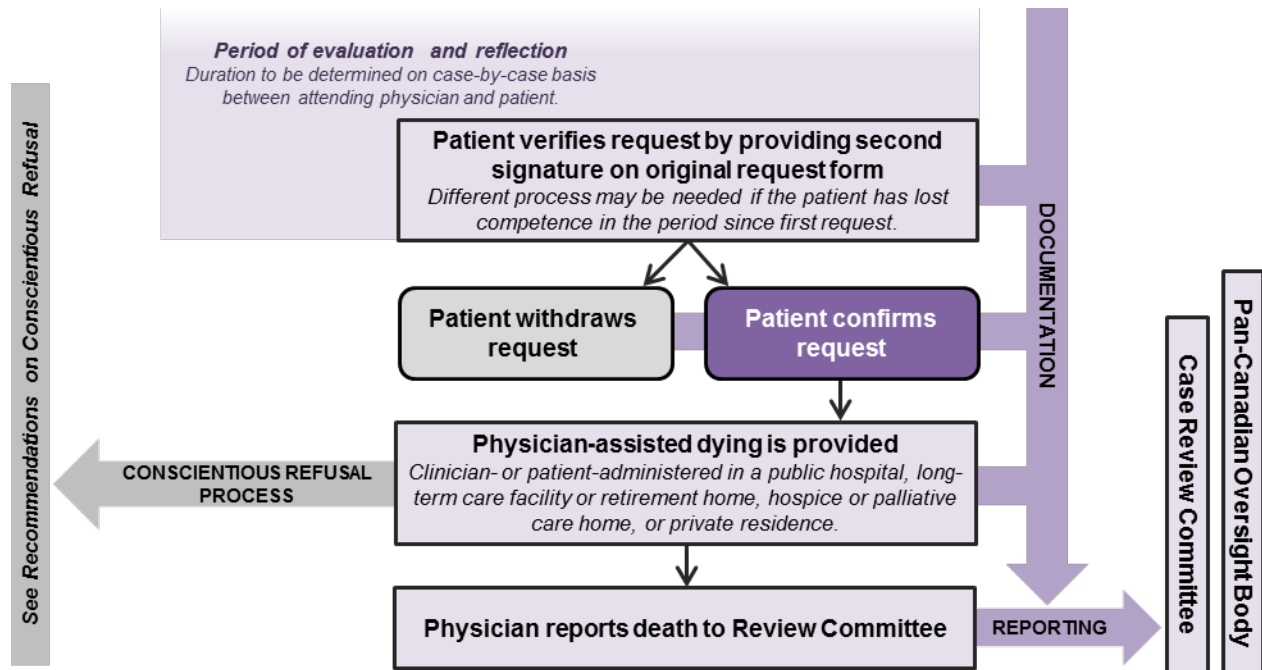 Period of evaluation and reflection
Duration to be determined on case-by-case basis
between attending physician and patient.
Patient verifies request by providing second
signature on original request form
Different process may be needed if the patient has lost
competence in the period since first request.
Patient withdraws
request
Patient confirms
request
Physician-assisted dying is provided
Clinician- or patient-administered in a public hospital, long-
term care facility or retirement home, hospice or palliative
care home, or private residence.
CONSCIENTIOUS REFUSAL
PROCESS
See Recommendations on Conscientious Refusal
Physician reports death to Review Committee
DOCUMENTATION
REPORTING
Case Review Committee
Pan-Canadian Oversight Body